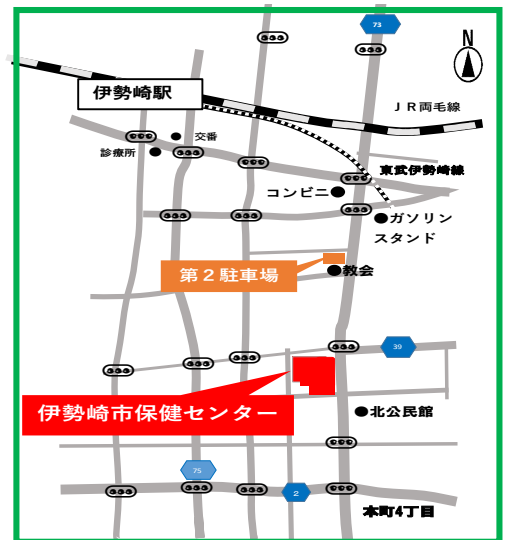 73
N
伊勢崎駅
ＪＲ両毛線
交番
診療所
東武伊勢崎線
コンビニ
ガソリン
スタンド
第２駐車場
教会
39
伊勢崎市保健センター
北公民館
75
2
本町4丁目